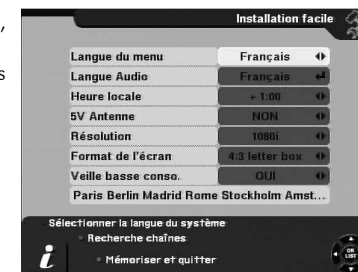 ,
s
Installation facile
Langue du menu Français
Langue Audio Français
Heure locale + 1:00
5V Antenne NON
Résolution 1080i
Format de l'écran 4:3 letter box
Veille basse conso. OUI
Paris Berlin Madrid Rome Stockholm Amst...
Sélectionner la langue du système
Recherche chaînes
i Mémoriser et quitter
OK
LIST